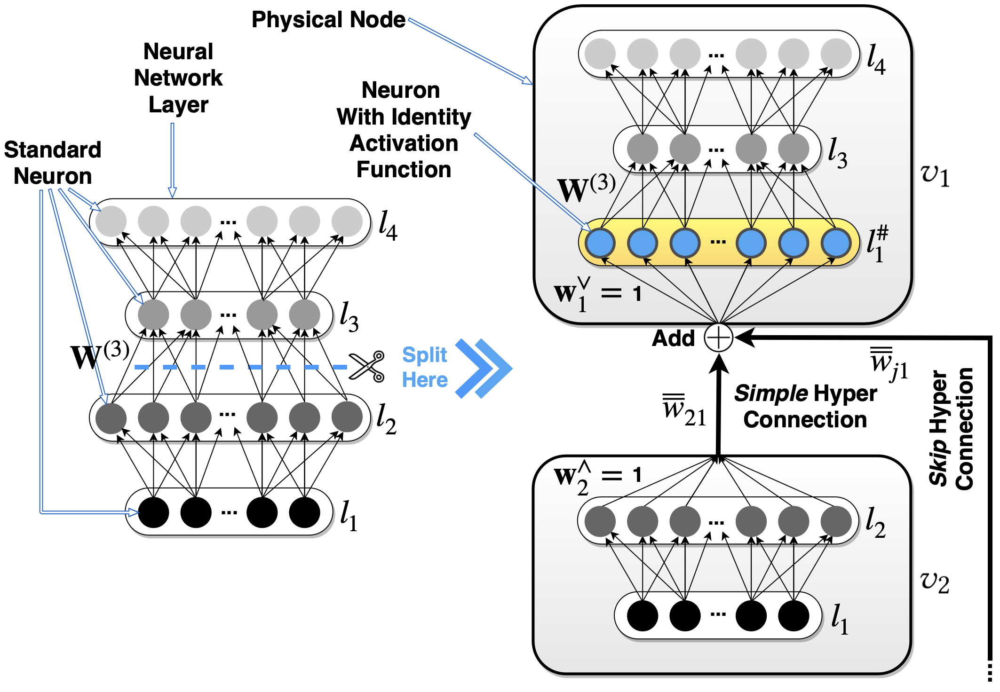 Physical Node
Neural
Network
Layer
Neuron
With Identity
Activation
Function
Standard
Neuron
l4
...
l3
...
W(3)
Split
Here
l2
...
l1
...
l4
...
l3
...
W(3)
l1#
...
w1∨ = 1
v1
Add
w̿j1
w̿21
Simple Hyper
Connection
Skip Hyper
Connection
w2∧ = 1
l2
...
v2
l1
...